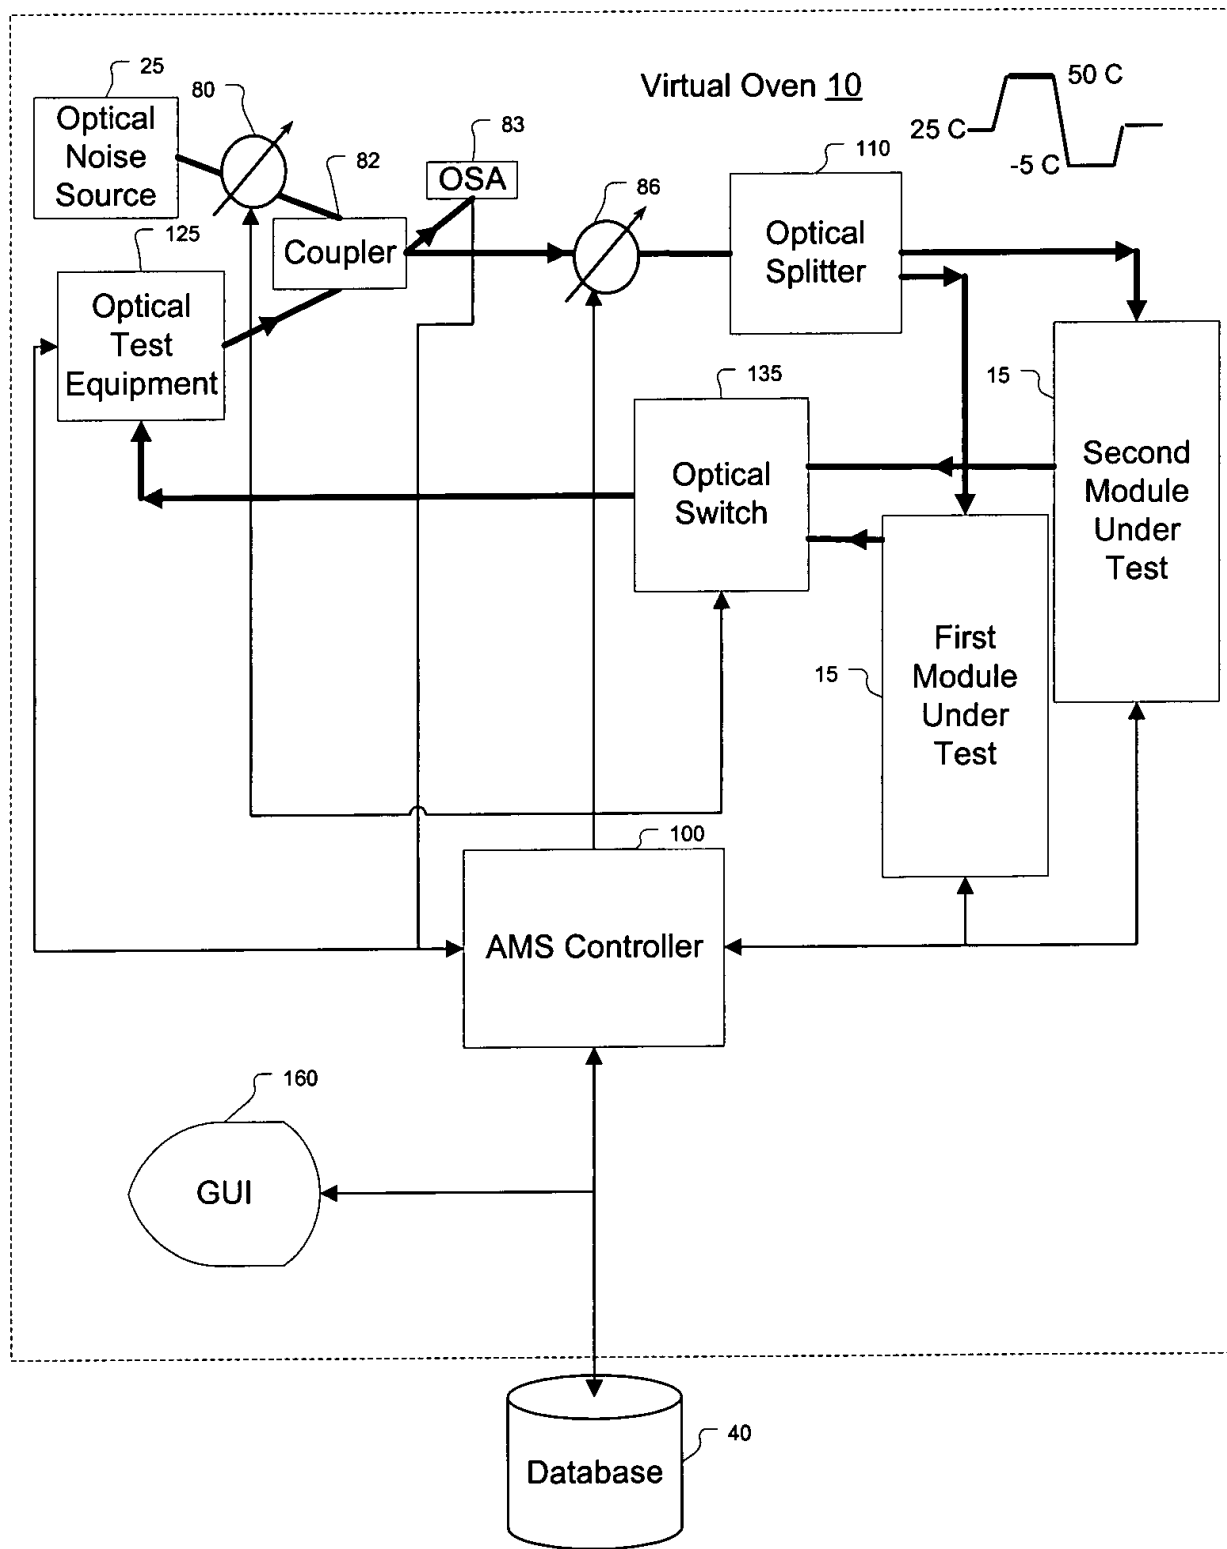 25
Optical
Noise
Source
80
82
83
OSA
Virtual Oven 10
50 C
25 C
-5 C
110
Optical
Splitter
86
Coupler
125
Optical
Test
Equipment
135
Optical
Switch
15
Second
Module
Under
Test
15
First
Module
Under
Test
100
AMS Controller
160
GUI
40
Database